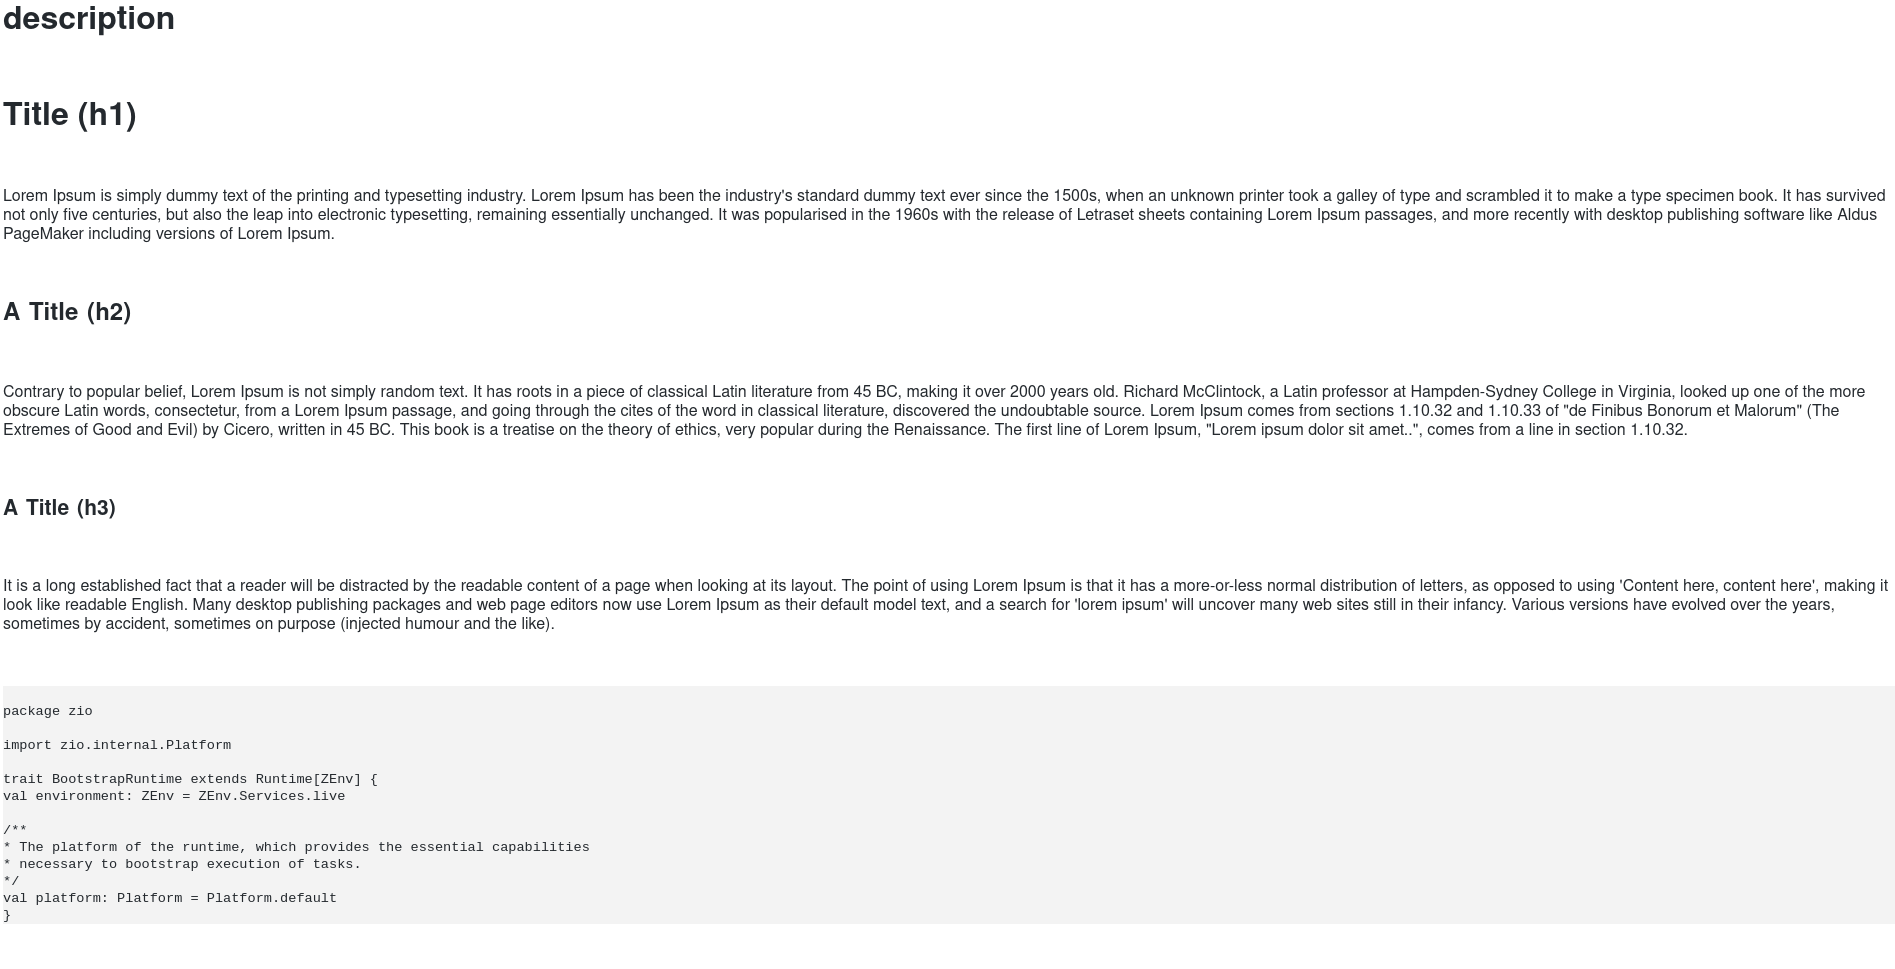 description
Title (h1)
Lorem Ipsum is simply dummy text of the printing and typesetting industry. Lorem Ipsum has been the industry's standard dummy text ever since the 1500s, when an unknown printer took a galley of type and scrambled it to make a type specimen book. It has survived
not only five centuries, but also the leap into electronic typesetting, remaining essentially unchanged. It was popularised in the 1960s with the release of Letraset sheets containing Lorem Ipsum passages, and more recently with desktop publishing software like Aldus
PageMaker including versions of Lorem Ipsum.
A Title (h2)
Contrary to popular belief, Lorem Ipsum is not simply random text. It has roots in a piece of classical Latin literature from 45 BC, making it over 2000 years old. Richard McClintock, a Latin professor at Hampden-Sydney College in Virginia, looked up one of the more
obscure Latin words, consectetur, from a Lorem Ipsum passage, and going through the cites of the word in classical literature, discovered the undoubtable source. Lorem Ipsum comes from sections 1.10.32 and 1.10.33 of "de Finibus Bonorum et Malorum" (The
Extremes of Good and Evil) by Cicero, written in 45 BC. This book is a treatise on the theory of ethics, very popular during the Renaissance. The first line of Lorem Ipsum, "Lorem ipsum dolor sit amet..", comes from a line in section 1.10.32.
A Title (h3)
It is a long established fact that a reader will be distracted by the readable content of a page when looking at its layout. The point of using Lorem Ipsum is that it has a more-or-less normal distribution of letters, as opposed to using 'Content here, content here', making it
look like readable English. Many desktop publishing packages and web page editors now use Lorem Ipsum as their default model text, and a search for 'lorem ipsum' will uncover many web sites still in their infancy. Various versions have evolved over the years,
sometimes by accident, sometimes on purpose (injected humour and the like).
package zio
import zio.internal.Platform
trait BootstrapRuntime extends Runtime[ZEnv] {
val environment: ZEnv = ZEnv.Services.live
/**
* The platform of the runtime, which provides the essential capabilities
* necessary to bootstrap execution of tasks.
*/
val platform: Platform = Platform.default
}